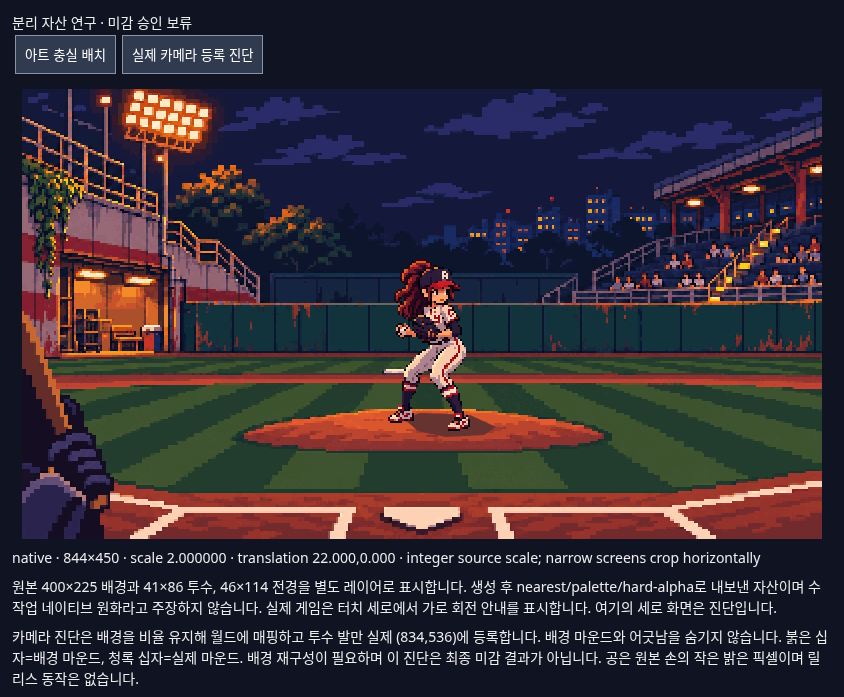 분리 자산 연구 · 미감 승인 보류
아트 충실 배치
실제 카메라 등록 진단
B
native · 844×450 · scale 2.000000 · translation 22.000,0.000 · integer source scale; narrow screens crop horizontally
원본 400×225 배경과 41×86 투수, 46×114 전경을 별도 레이어로 표시합니다. 생성 후 nearest/palette/hard-alpha로 내보낸 자산이며 수
작업 네이티브 원화라고 주장하지 않습니다. 실제 게임은 터치 세로에서 가로 회전 안내를 표시합니다. 여기의 세로 화면은 진단입니다.
카메라 진단은 배경을 비율 유지해 월드에 매핑하고 투수 발만 실제 (834,536)에 등록합니다. 배경 마운드와 어긋남을 숨기지 않습니다. 붉은 십
자=배경 마운드, 청록 십자=실제 마운드. 배경 재구성이 필요하며 이 진단은 최종 미감 결과가 아닙니다. 공은 원본 손의 작은 밝은 픽셀이며 릴
리스 동작은 없습니다.